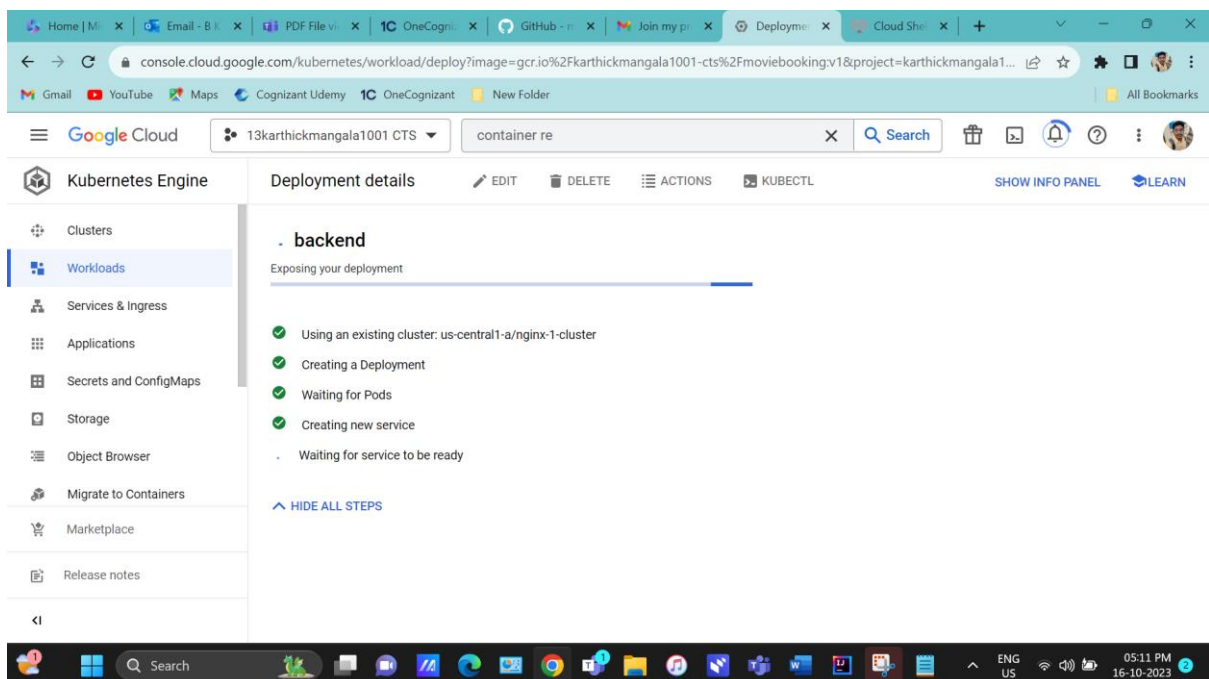 Home | Mi
Email - B K
PDF File vi
1C OneCogni
GitHub - r
Join my pr
Deployme
Cloud Shel
console.cloud.google.com/kubernetes/workload/deploy?image=gcr.io%2Fkarthickmangala1001-cts%2Fmoviebooking:v1&project=karthickmangala1...
Gmail YouTube Maps Cognizant Udemy 1C OneCognizant New Folder All Bookmarks
Google Cloud 13karthickmangala1001 CTS container re Search
Kubernetes Engine
Deployment details EDIT DELETE ACTIONS KUBECTL SHOW INFO PANEL LEARN
Clusters
Workloads
Services & Ingress
Applications
Secrets and ConfigMaps
Storage
Object Browser
Migrate to Containers
Marketplace
Release notes
backend
Exposing your deployment
Using an existing cluster: us-central1-a/nginx-1-cluster
Creating a Deployment
Waiting for Pods
Creating new service
Waiting for service to be ready
HIDE ALL STEPS
1 Search 1 ENG 05:11 PM 2
US 16-10-2023